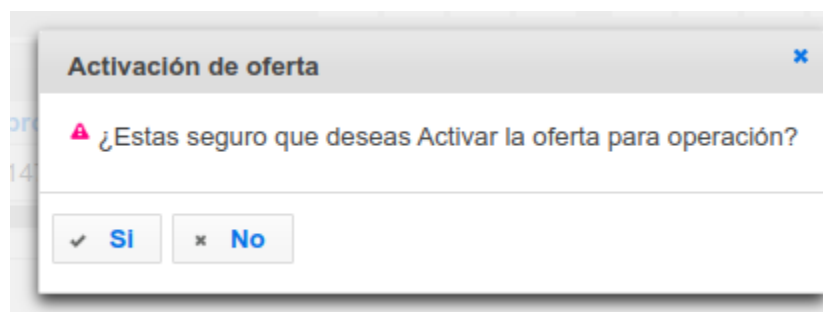 Activación de oferta
¿Estas seguro que deseas Activar la oferta para operación?
Si
No